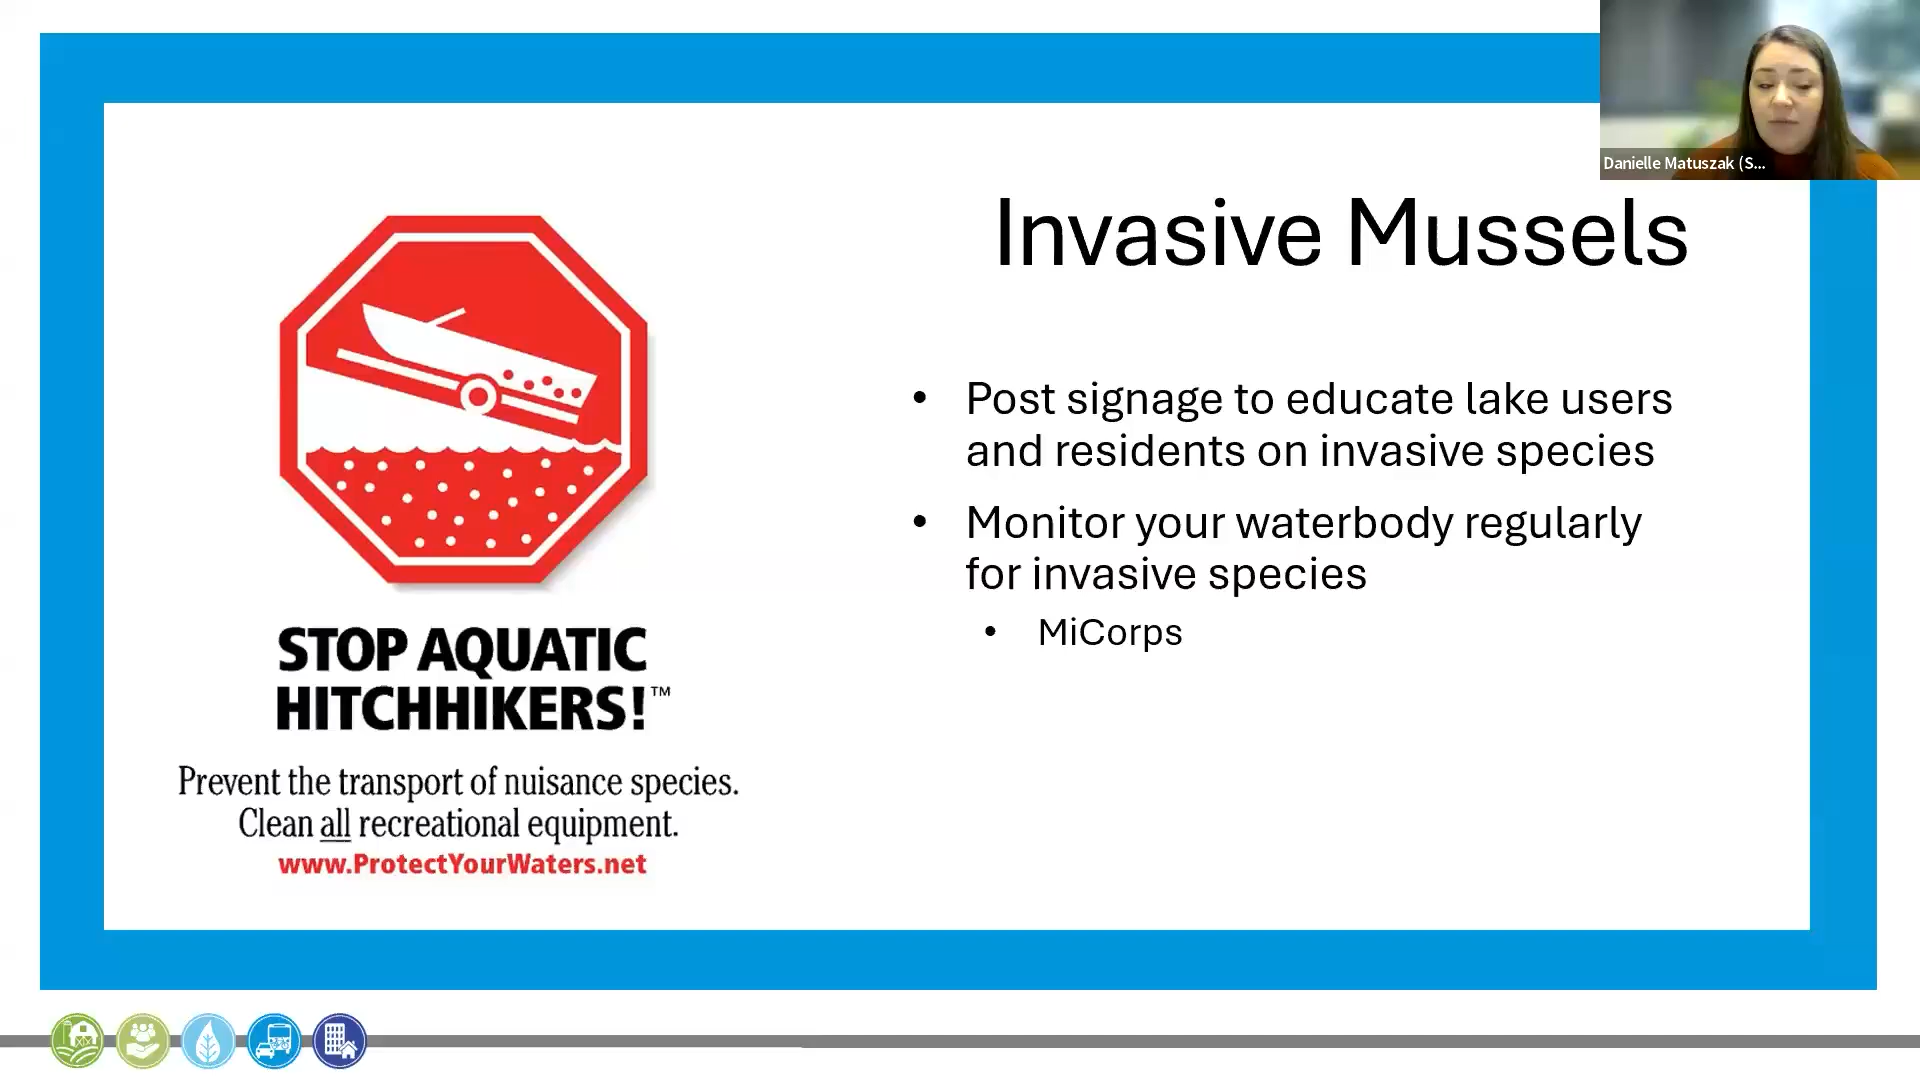 Danielle Matuszak (S...
Invasive Mussels
• Post signage to educate lake users
and residents on invasive species
• Monitor your waterbody regularly
for invasive species
• MiCorps
STOP AQUATIC
HITCHHIKERS!™
Prevent the transport of nuisance species.
Clean all recreational equipment.
www.ProtectYourWaters.net